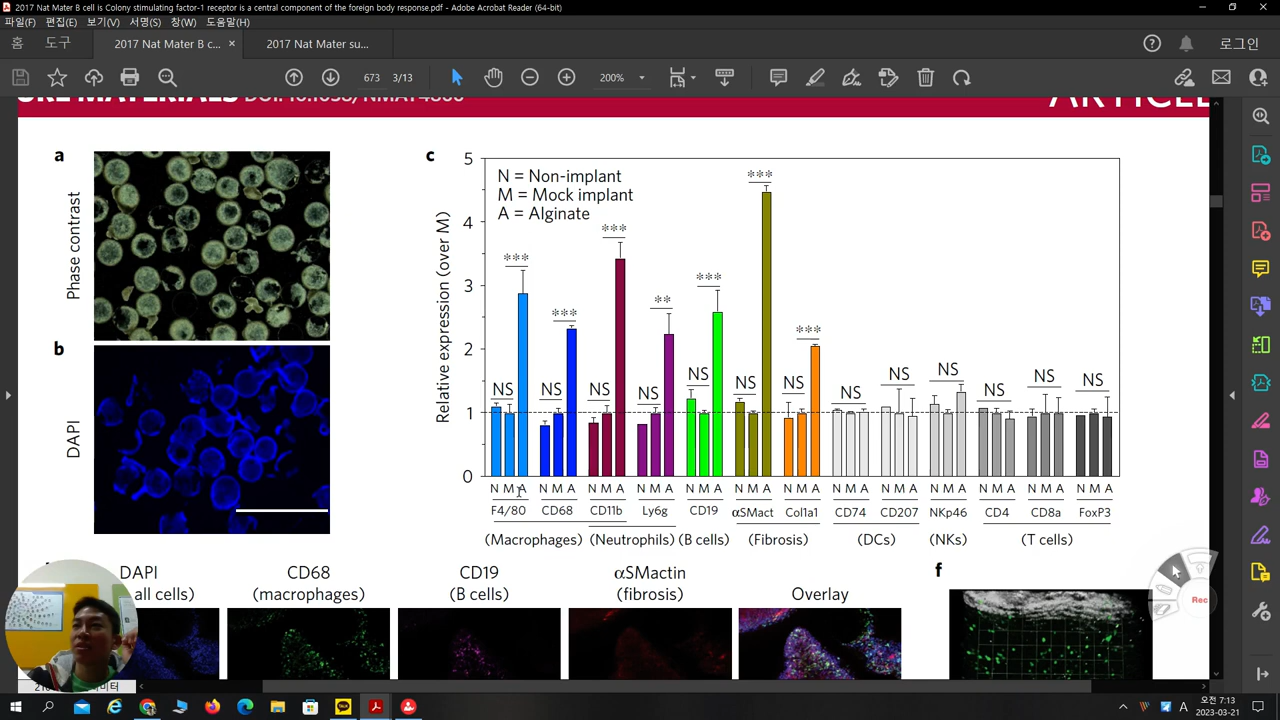 2017 Nat Mater B cell is Colony stimulating factor-1 receptor is a central component of the foreign body response.pdf - Adobe Acrobat Reader (64-bit)
파일(F) 편집(E) 보기(V) 서명(S) 창(W) 도움말(H)
홈 도구 2017 Nat Mater B c... × 2017 Nat Mater su... 로그인
673 3/13 200%
DOI: 10.1038/NMAT4866
a
Phase contrast
b
DAPI
c
Relative expression (over M)
5
4
3
2
1
0
N = Non-implant
M = Mock implant
A = Alginate
*** *** *** ** *** *** ***
NS NS NS NS NS NS NS NS NS NS NS NS NS
N M A N M A N M A N M A N M A N M A N M A N M A N M A N M A N M A N M A N M A
F4/80 CD68 CD11b Ly6g CD19 αSMact Col1a1 CD74 CD207 NKp46 CD4 CD8a FoxP3
(Macrophages) (Neutrophils) (B cells) (Fibrosis) (DCs) (NKs) (T cells)
DAPI CD68 CD19 αSMactin
all cells) (macrophages) (B cells) (fibrosis) Overlay
f
Rec
오전 7:13
A 2023-03-21